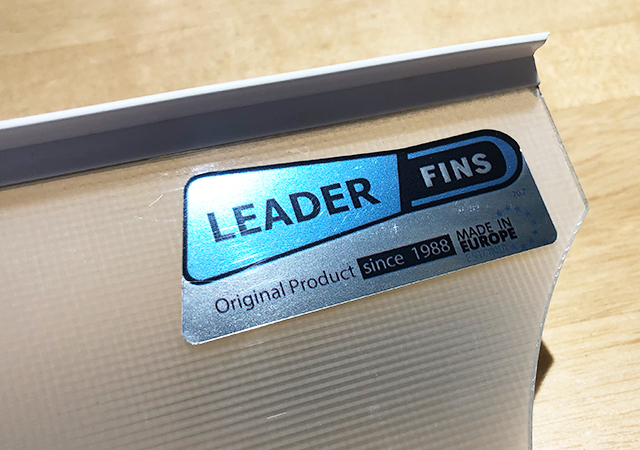 LEADER FINS
Original Product since 1988 MADE IN
EUROPE